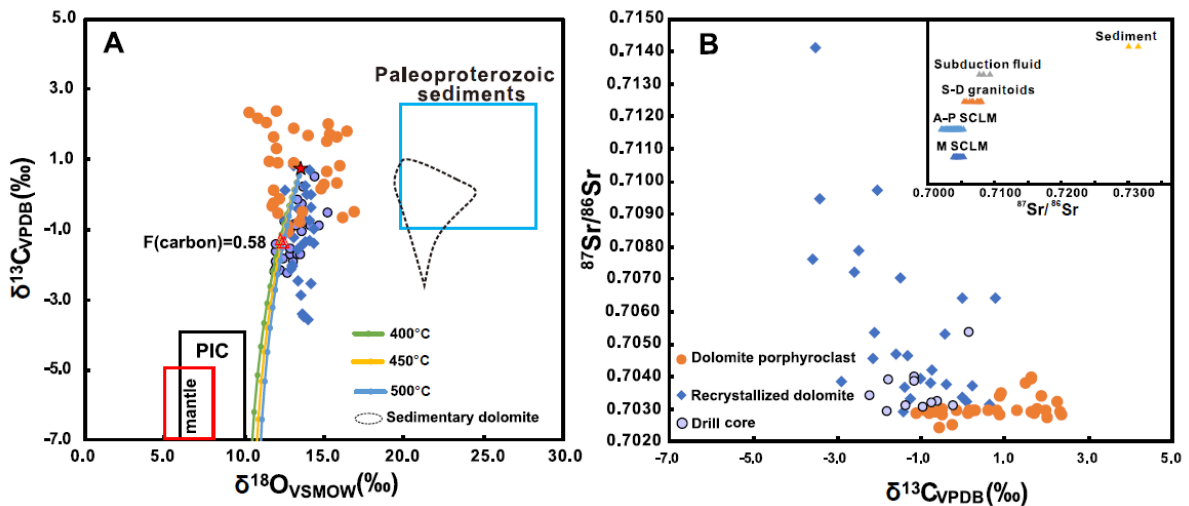 A
5.0
3.0
1.0
-1.0
-3.0
-5.0
-7.0
δ13CVPDB(‰)
0.0
5.0
10.0
15.0
20.0
25.0
30.0
δ18OVSMOW(‰)
Paleoproterozoic
sediments
F(carbon)=0.58
PIC
mantle
400°C
450°C
500°C
Sedimentary dolomite
B
0.7150
0.7140
0.7130
0.7120
0.7110
0.7100
0.7090
0.7080
0.7070
0.7060
0.7050
0.7040
0.7030
0.7020
87Sr/86Sr
-7.0
-5.0
-3.0
-1.0
1.0
3.0
5.0
δ13CVPDB(‰)
Dolomite porphyroclast
Recrystallized dolomite
Drill core
Sediment
Subduction fluid
S-D granitoids
A–P SCLM
M SCLM
0.7000
0.7100
0.7200
0.7300
87Sr/86Sr